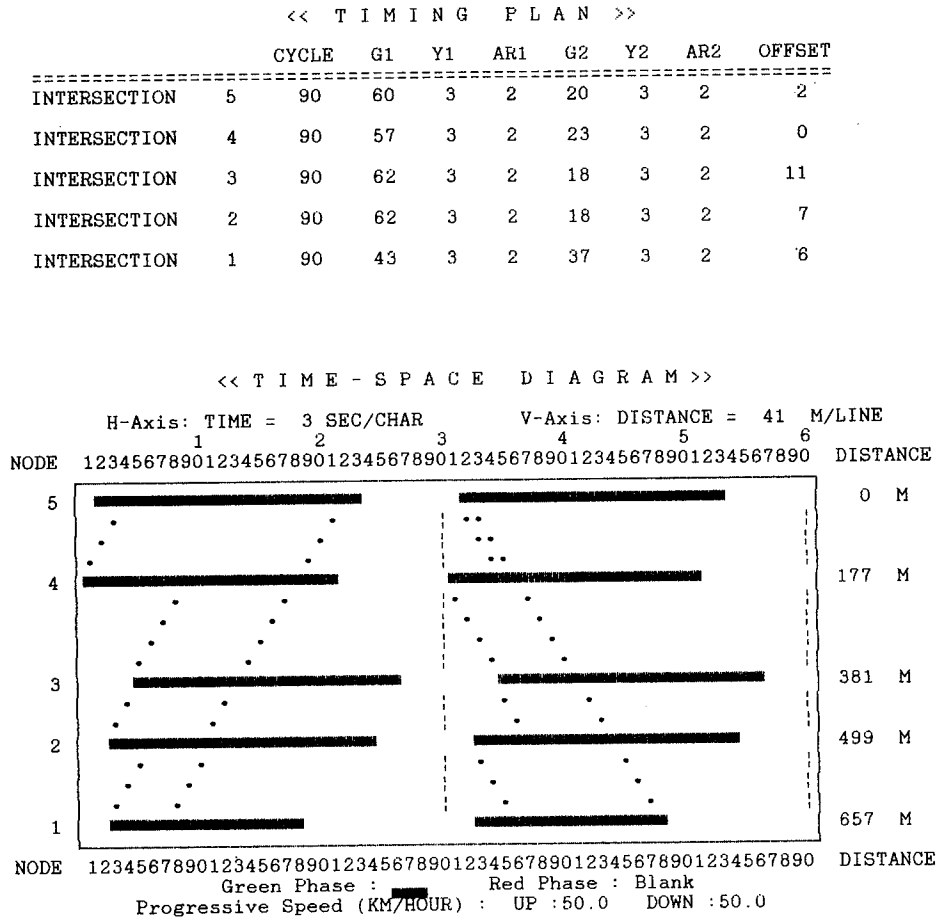 << T I M I N G   P L A N >>
CYCLE G1 Y1 AR1 G2 Y2 AR2 OFFSET
INTERSECTION 5 90 60 3 2 20 3 2 2
INTERSECTION 4 90 57 3 2 23 3 2 0
INTERSECTION 3 90 62 3 2 18 3 2 11
INTERSECTION 2 90 62 3 2 18 3 2 7
INTERSECTION 1 90 43 3 2 37 3 2 6
<< T I M E - S P A C E   D I A G R A M >>
H-Axis: TIME = 3 SEC/CHAR V-Axis: DISTANCE = 41 M/LINE
1 2 3 4 5 6
NODE 123456789012345678901234567890123456789012345678901234567890 DISTANCE
5 0 M
4 177 M
3 381 M
2 499 M
1 657 M
NODE 123456789012345678901234567890123456789012345678901234567890 DISTANCE
Green Phase : Red Phase : Blank
Progressive Speed (KM/HOUR) : UP :50.0 DOWN :50.0